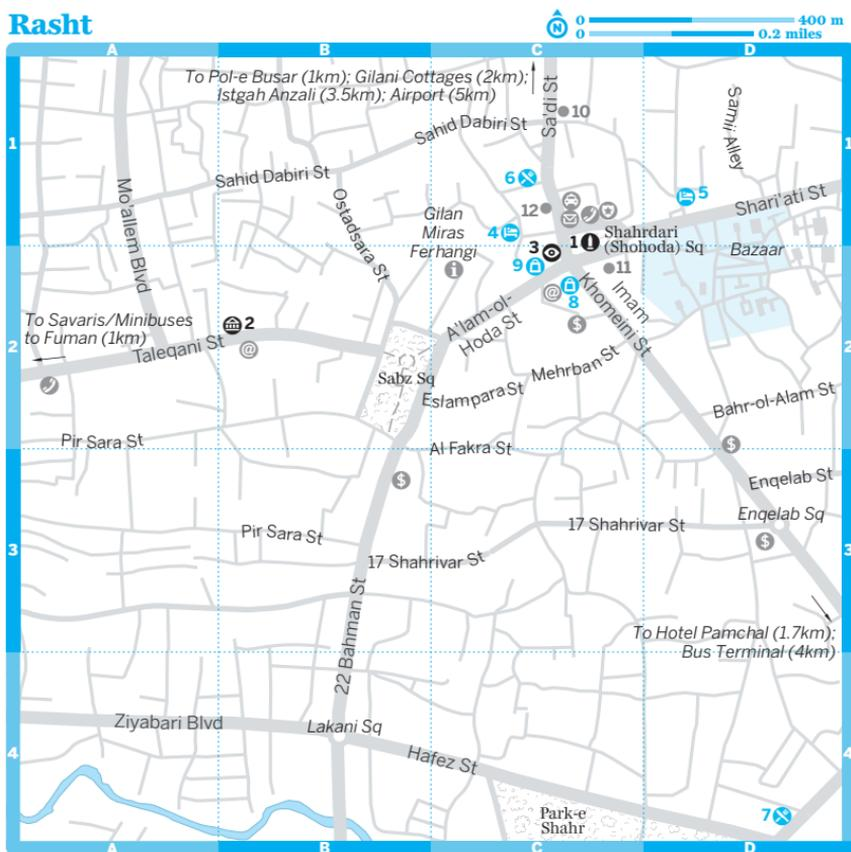 Rasht
0 400 m
0 0.2 miles
A B C D
To Pol-e Busar (1km); Gilani Cottages (2km);
Istgah Anzali (3.5km); Airport (5km)
Sa'di St
10
Samii Alley
Sahid Dabiri St
1 1
Sahid Dabiri St
6
5
Mo'allem Blvd
Ostadsara St
Shari'ati St
12
Gilan
Miras
Ferhangi
4
3
1
Shahrdari
(Shohoda) Sq
Bazaar
9
11
@
8
Imam
Khomeini St
i
$
To Savaris/Minibuses
to Fuman (1km)
2
A'lam-ol-
Hoda St
2 2
Taleqani St
@
Sabz Sq
Mehrban St
Eslampara St
Bahr-ol-Alam St
Pir Sara St
Al Fakra St
$
$
Enqelab St
Enqelab Sq
17 Shahrivar St
Pir Sara St
$
3 3
17 Shahrivar St
22 Bahman St
To Hotel Pamchal (1.7km);
Bus Terminal (4km)
Ziyabari Blvd
Lakani Sq
4 4
Hafez St
Park-e
Shahr
7
A B C D